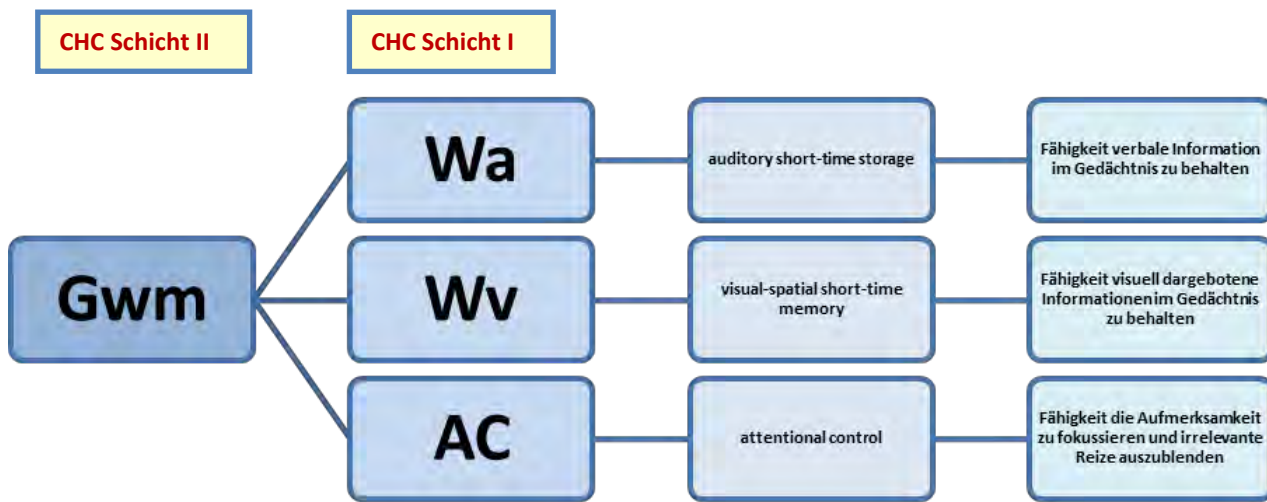 CHC Schicht II
CHC Schicht I
Gwm
Wa
auditory short-time storage
Fähigkeit verbale Information
im Gedächtnis zu behalten
Wv
visual-spatial short-time
memory
Fähigkeit visuell dargebotene
Informationen im Gedächtnis
zu behalten
AC
attentional control
Fähigkeit die Aufmerksamkeit
zu fokussieren und irrelevante
Reize auszublenden